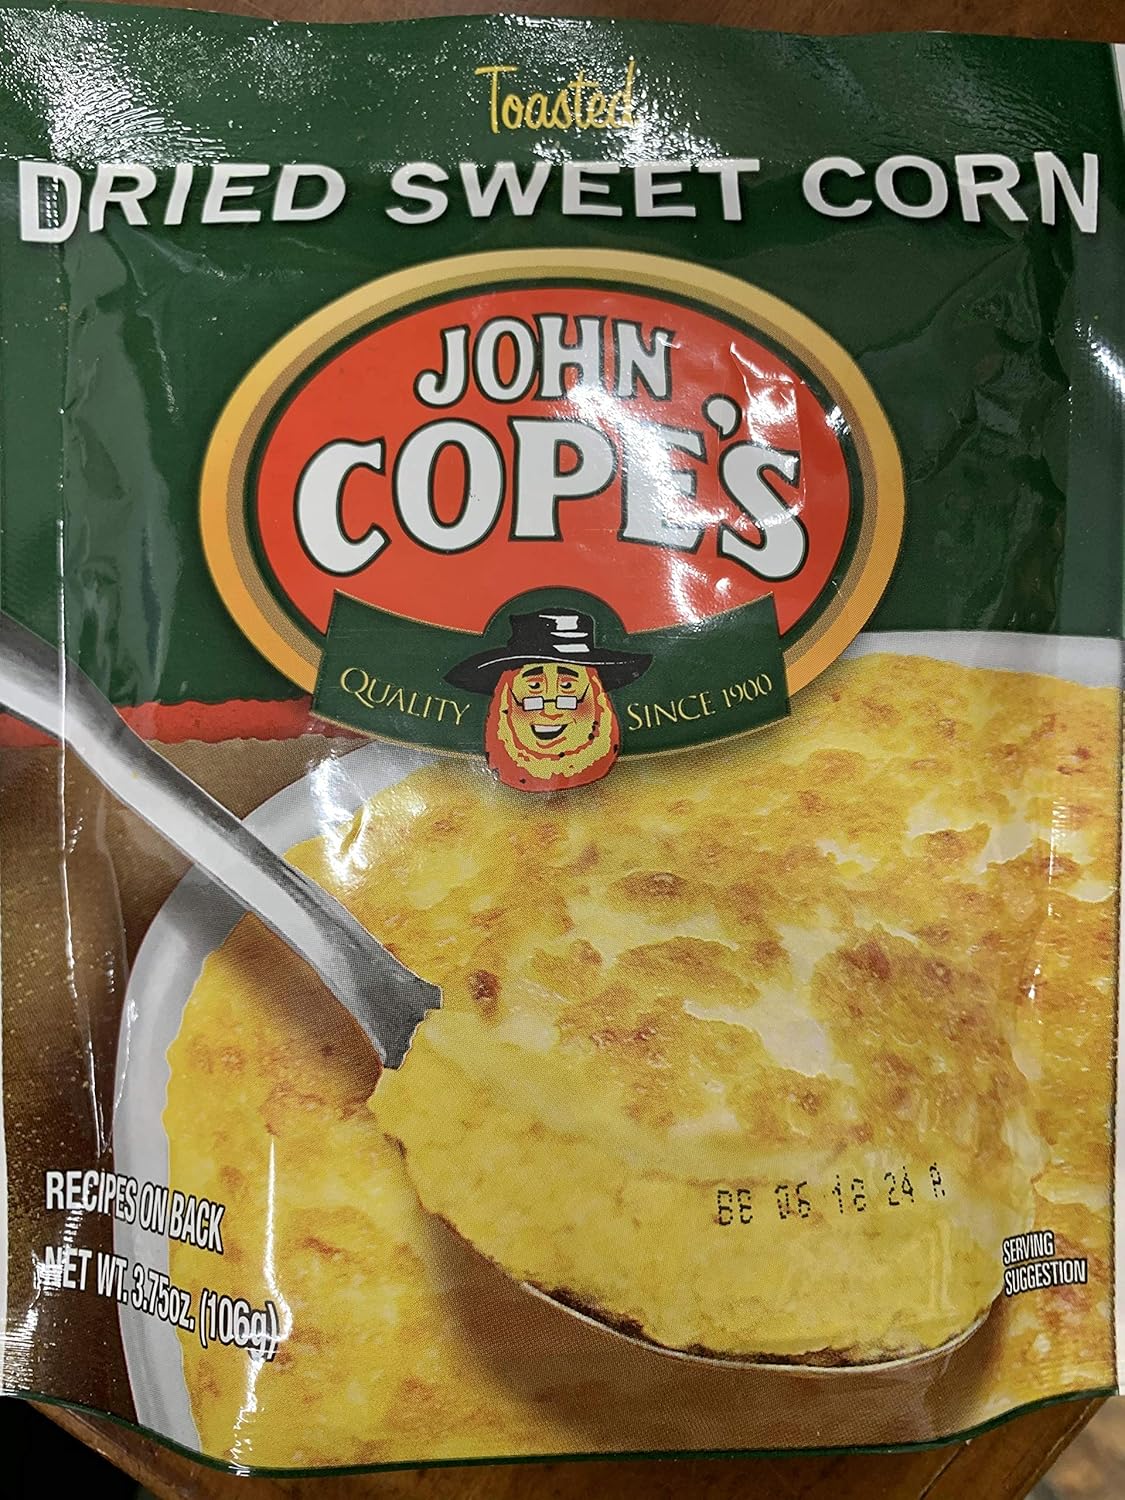 Toasted
DRIED SWEET CORN
JOHN
COPE'S
QUALITY SINCE 1900
RECIPES ON BACK
NET WT. 3.75oz. (106g)
BB 06 18 24 A
SERVING
SUGGESTION